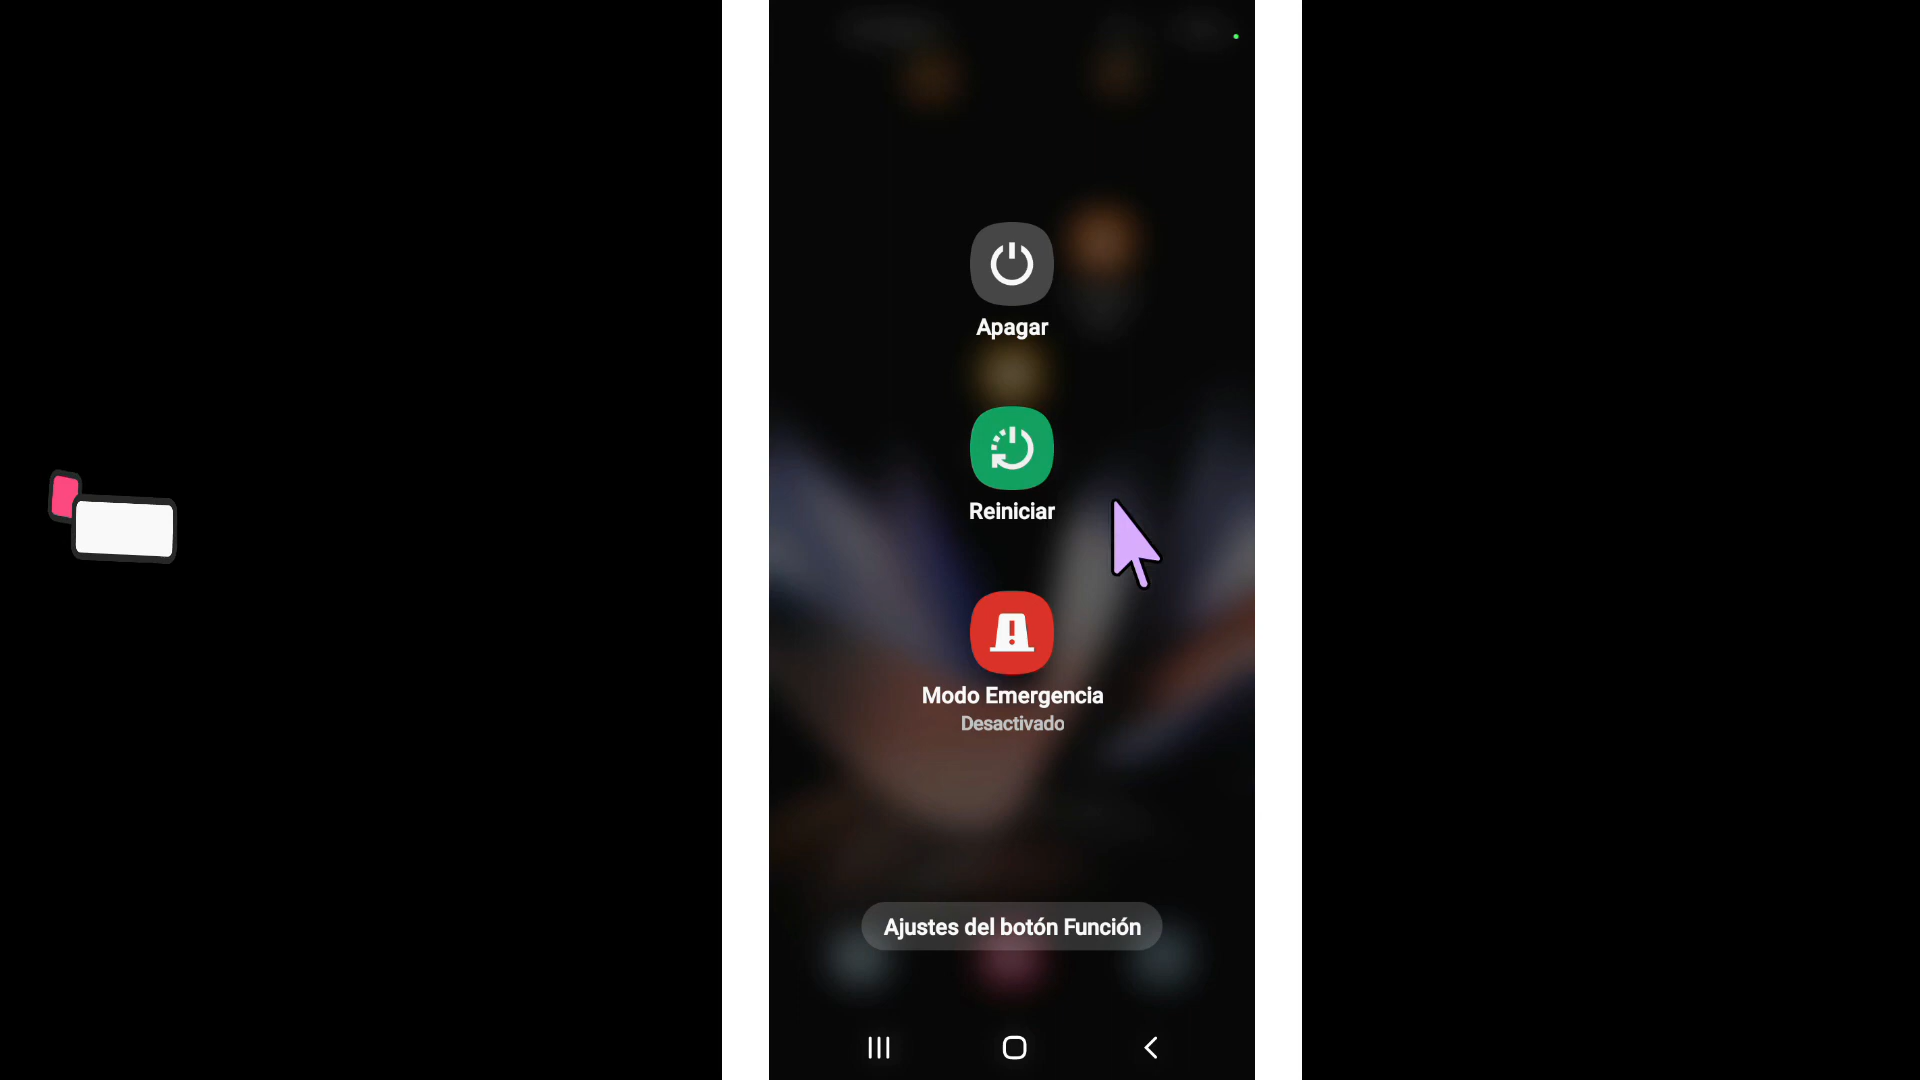 Apagar
Reiniciar
Modo Emergencia
Desactivado
Ajustes del botón Función